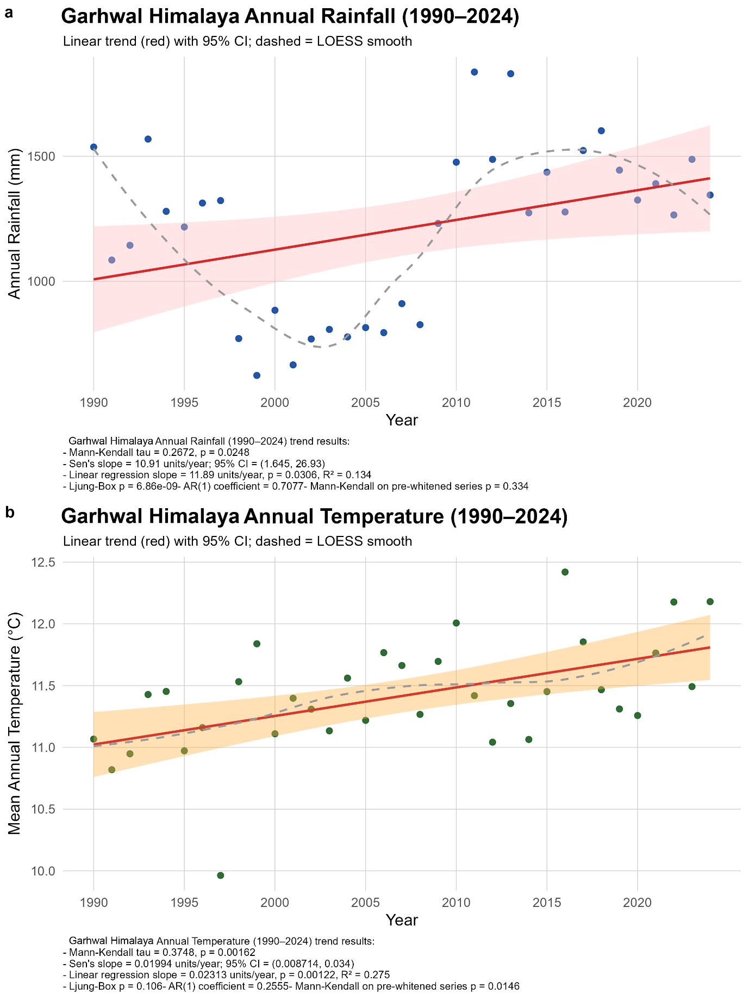 a
Garhwal Himalaya Annual Rainfall (1990–2024)
Linear trend (red) with 95% CI; dashed = LOESS smooth
Annual Rainfall (mm)
1500
1000
1990 1995 2000 2005 2010 2015 2020
Year
Garhwal Himalaya Annual Rainfall (1990–2024) trend results:
- Mann-Kendall tau = 0.2672, p = 0.0248
- Sen's slope = 10.91 units/year; 95% CI = (1.645, 26.93)
- Linear regression slope = 11.89 units/year, p = 0.0306, R² = 0.134
- Ljung-Box p = 6.86e-09- AR(1) coefficient = 0.7077- Mann-Kendall on pre-whitened series p = 0.334
b
Garhwal Himalaya Annual Temperature (1990–2024)
Linear trend (red) with 95% CI; dashed = LOESS smooth
Mean Annual Temperature (°C)
12.5
12.0
11.5
11.0
10.5
10.0
1990 1995 2000 2005 2010 2015 2020
Year
Garhwal Himalaya Annual Temperature (1990–2024) trend results:
- Mann-Kendall tau = 0.3748, p = 0.00162
- Sen's slope = 0.01994 units/year; 95% CI = (0.008714, 0.034)
- Linear regression slope = 0.02313 units/year, p = 0.00122, R² = 0.275
- Ljung-Box p = 0.106- AR(1) coefficient = 0.2555- Mann-Kendall on pre-whitened series p = 0.0146